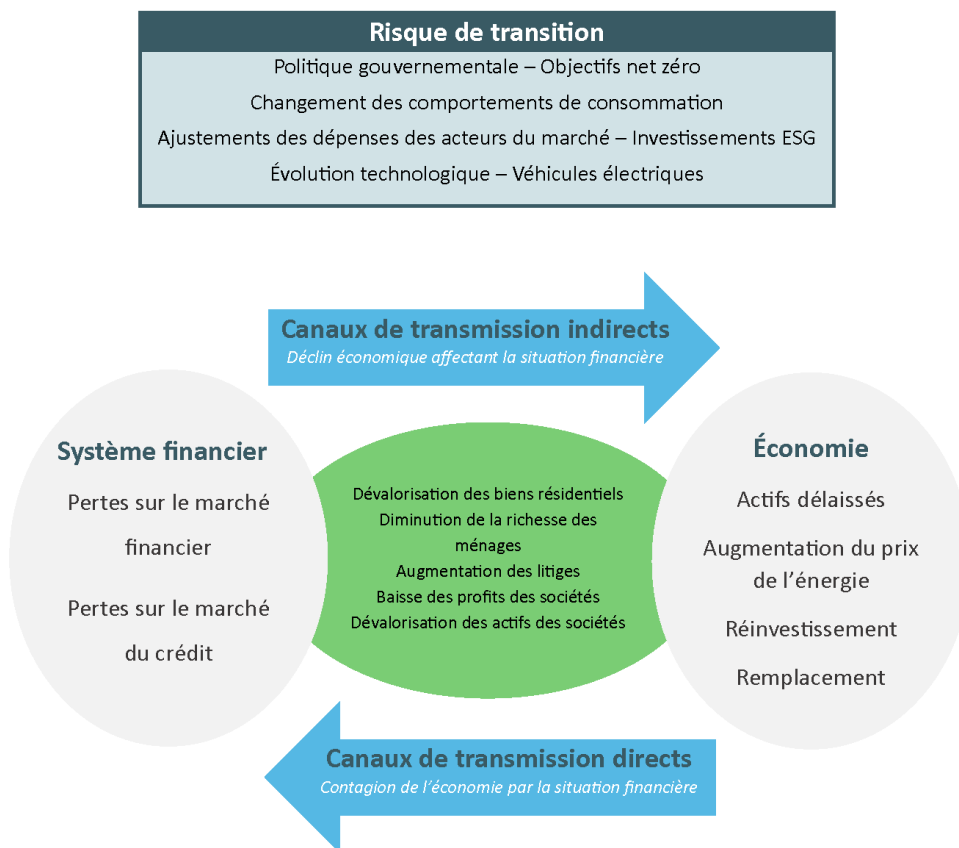 Risque de transition
Politique gouvernementale – Objectifs net zéro
Changement des comportements de consommation
Ajustements des dépenses des acteurs du marché – Investissements ESG
Évolution technologique – Véhicules électriques
Canaux de transmission indirects
Déclin économique affectant la situation financière
Système financier
Pertes sur le marché
financier
Pertes sur le marché
du crédit
Dévalorisation des biens résidentiels
Diminution de la richesse des
ménages
Augmentation des litiges
Baisse des profits des sociétés
Dévalorisation des actifs des sociétés
Économie
Actifs délaissés
Augmentation du prix
de l’énergie
Réinvestissement
Remplacement
Canaux de transmission directs
Contagion de l’économie par la situation financière